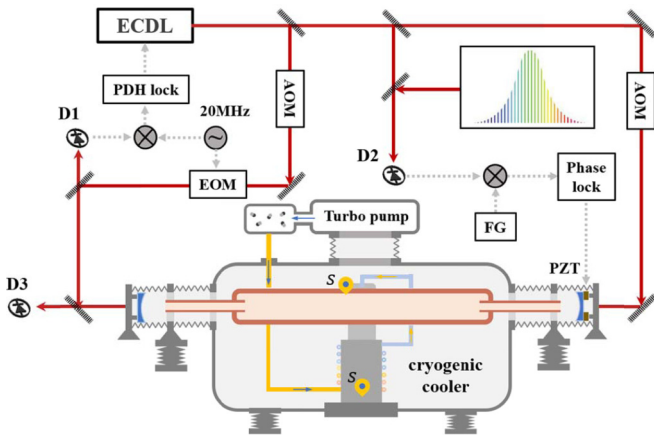 ECDL
PDH lock
20MHz
D1
EOM
AOM
D2
FG
Phase
lock
AOM
Turbo pump
PZT
D3
S
cryogenic
cooler
S